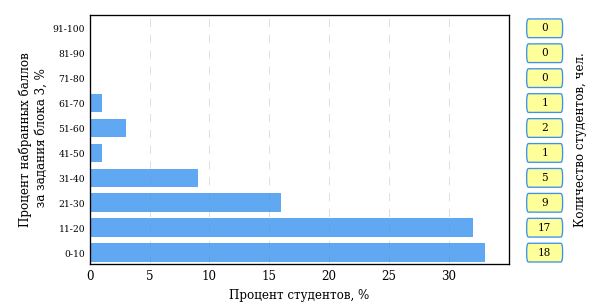 Процент набранных баллов
за задания блока 3, %
91-100 0
81-90 0
71-80 0
61-70 1
51-60 2
41-50 1
31-40 5
21-30 9
11-20 17
0-10 18
0 5 10 15 20 25 30
Процент студентов, %
Количество студентов, чел.